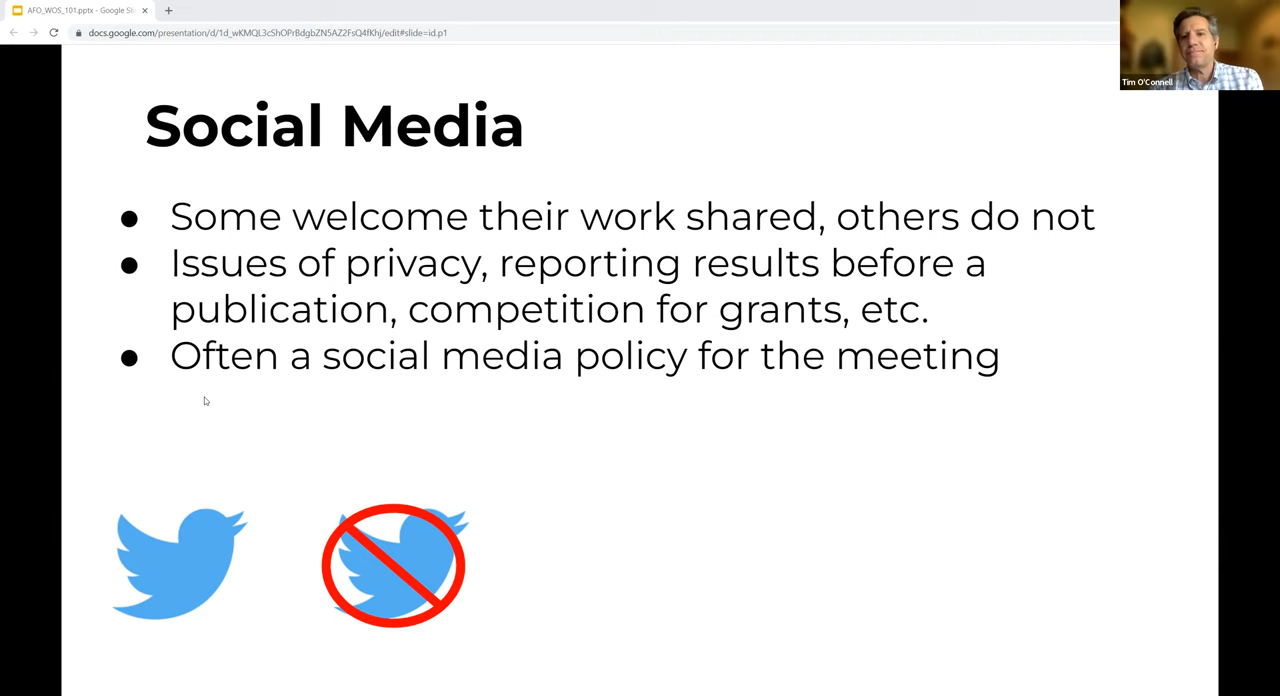 AFO_WOS_101.pptx - Google Sli
docs.google.com/presentation/d/1d_wKMQL3cShOPrBdgbZN5AZ2FsQ4fKhj/edit#slide=id.p1
Tim O'Connell
Social Media
● Some welcome their work shared, others do not
● Issues of privacy, reporting results before a
publication, competition for grants, etc.
● Often a social media policy for the meeting